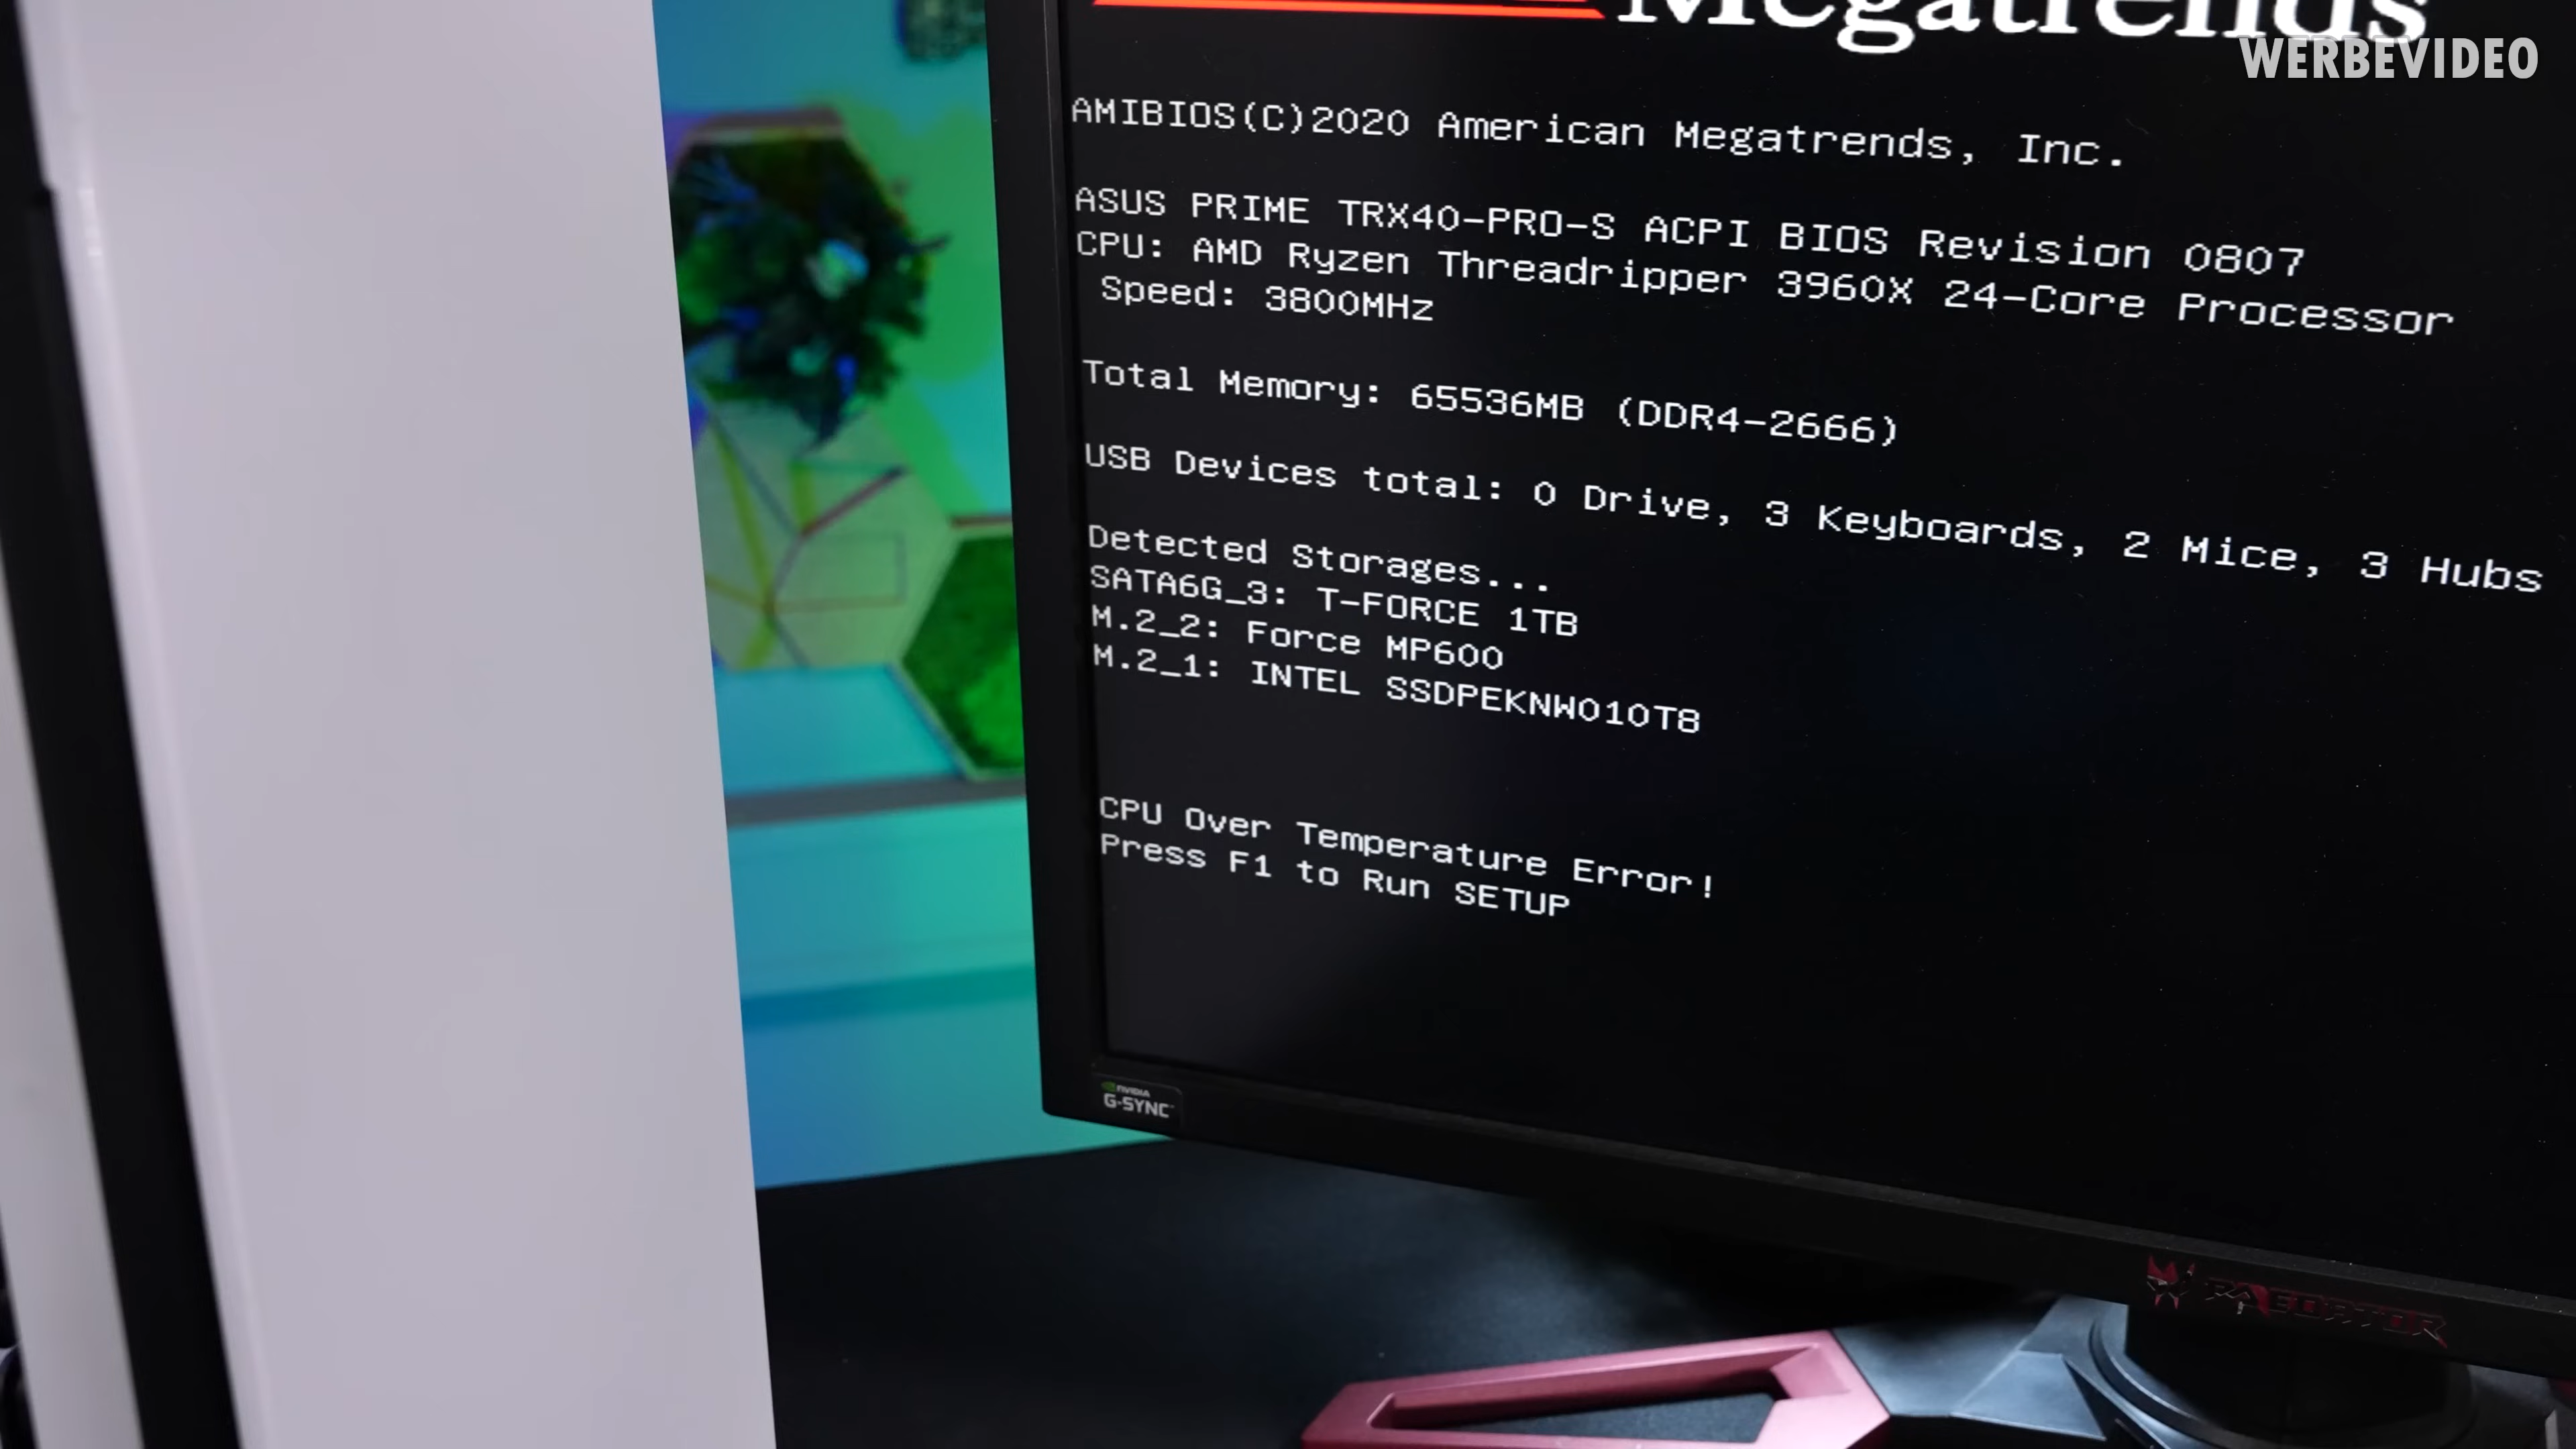 Megatrends
WERBEVIDEO
AMIBIOS(C)2020 American Megatrends, Inc.
ASUS PRIME TRX40-PRO-S ACPI BIOS Revision 0807
CPU: AMD Ryzen Threadripper 3960X 24-Core Processor
Speed: 3800MHz
Total Memory: 65536MB (DDR4-2666)
USB Devices total: 0 Drive, 3 Keyboards, 2 Mice, 3 Hubs
Detected Storages...
SATA6G_3: T-FORCE 1TB
M.2_2: Force MP600
M.2_1: INTEL SSDPEKNW010T8
CPU Over Temperature Error!
Press F1 to Run SETUP
NVIDIA
G-SYNC
PREDATOR